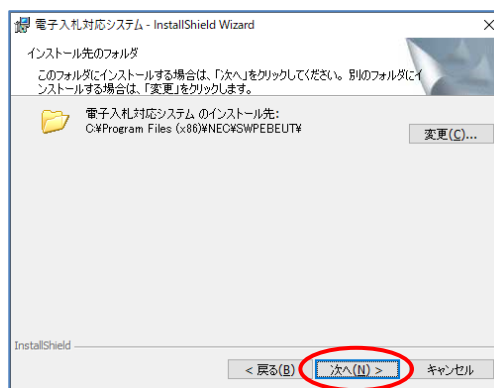 電子入札対応システム - InstallShield Wizard
インストール先のフォルダ
このフォルダにインストールする場合は、「次へ」をクリックしてください。別のフォルダにイ
ンストールする場合は、「変更」をクリックします。
電子入札対応システム のインストール先:
C:¥Program Files (x86)¥NEC¥SWPEBEUT¥
変更(C)...
InstallShield
< 戻る(B)
次へ(N) >
キャンセル